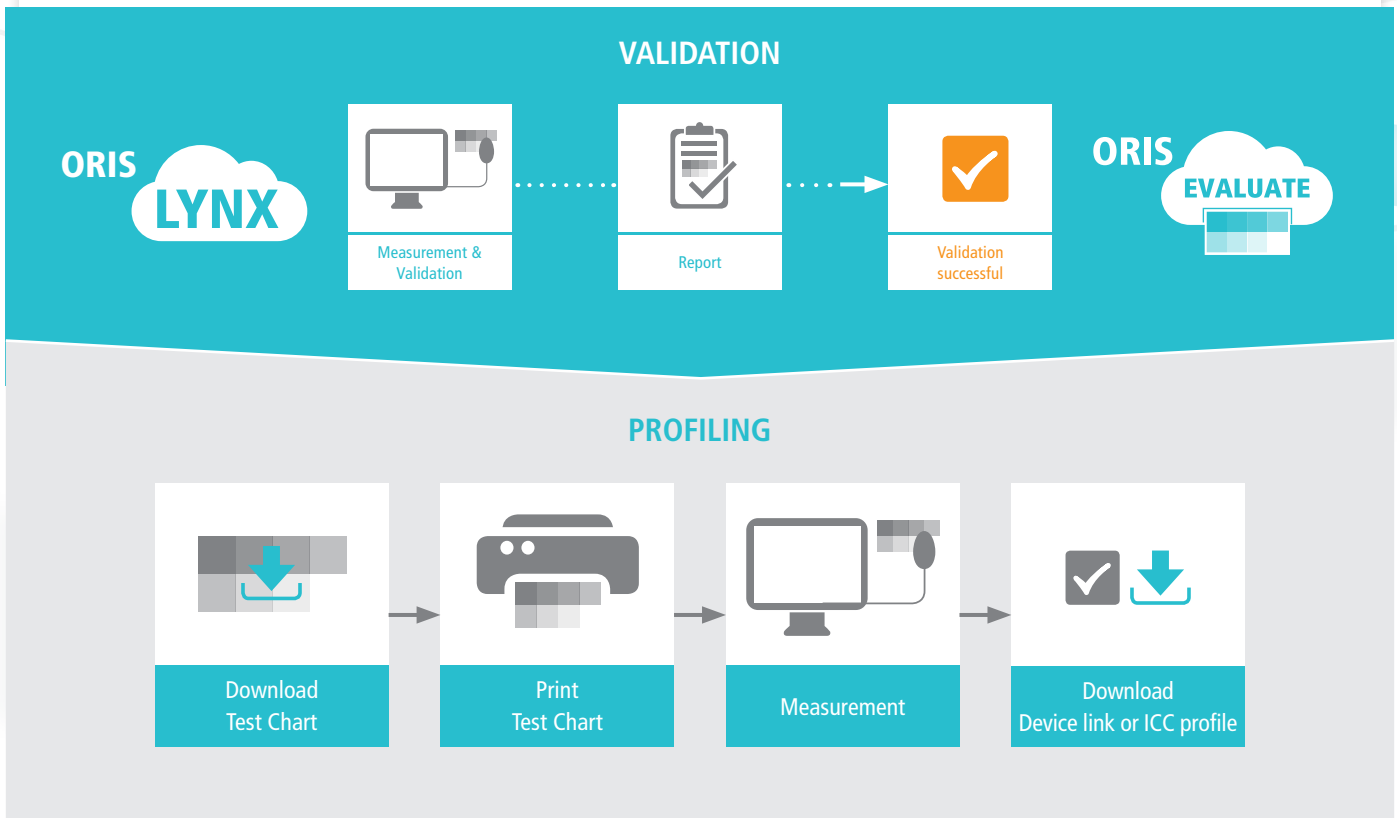 VALIDATION
ORIS
LYNX
Measurement &
Validation
Report
Validation
successful
ORIS
EVALUATE
PROFILING
Download
Test Chart
Print
Test Chart
Measurement
Download
Device link or ICC profile